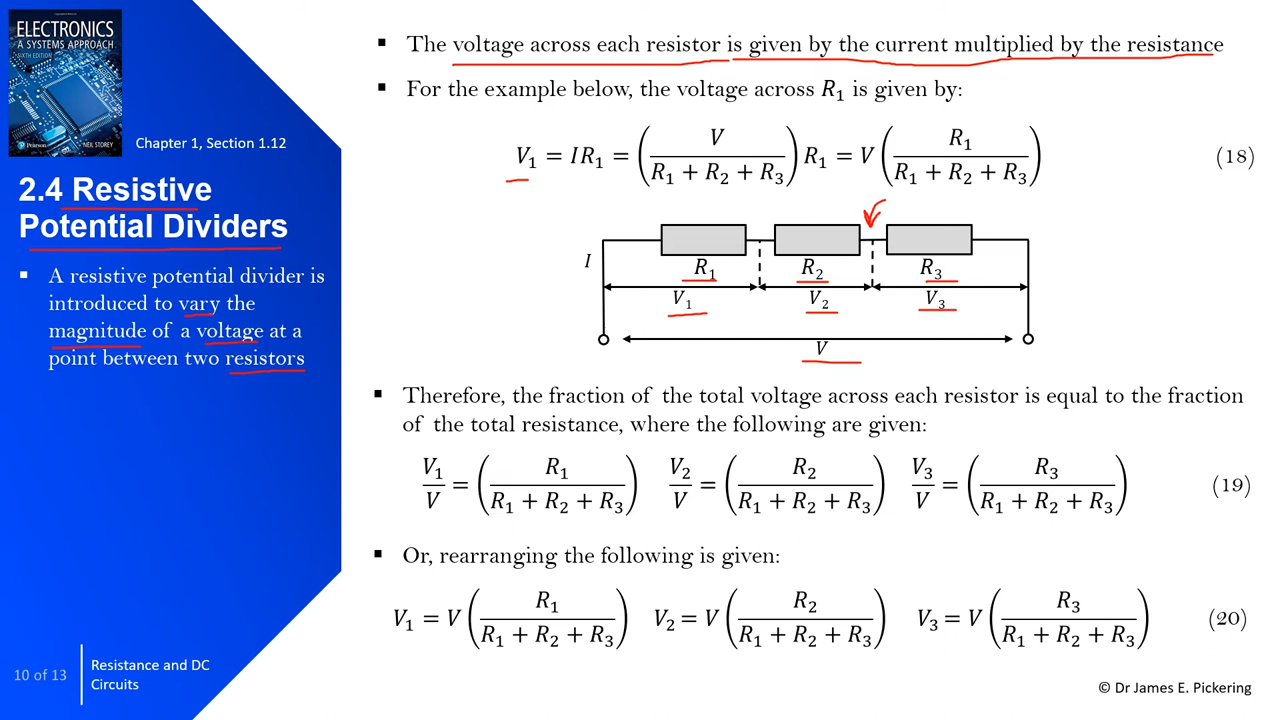 ELECTRONICS
A SYSTEMS APPROACH
SIXTH EDITION
Pearson
NEIL STOREY
Chapter 1, Section 1.12
2.4 Resistive
Potential Dividers
▪ A resistive potential divider is
introduced to vary the
magnitude of a voltage at a
point between two resistors
10 of 13
Resistance and DC
Circuits
▪ The voltage across each resistor is given by the current multiplied by the resistance
▪ For the example below, the voltage across R₁ is given by:
V₁ = IR₁ = (V / (R₁ + R₂ + R₃)) R₁ = V (R₁ / (R₁ + R₂ + R₃)) (18)
I
R₁ R₂ R₃
V₁ V₂ V₃
V
▪ Therefore, the fraction of the total voltage across each resistor is equal to the fraction
of the total resistance, where the following are given:
V₁/V = (R₁ / (R₁ + R₂ + R₃)) V₂/V = (R₂ / (R₁ + R₂ + R₃)) V₃/V = (R₃ / (R₁ + R₂ + R₃)) (19)
▪ Or, rearranging the following is given:
V₁ = V (R₁ / (R₁ + R₂ + R₃)) V₂ = V (R₂ / (R₁ + R₂ + R₃)) V₃ = V (R₃ / (R₁ + R₂ + R₃)) (20)
© Dr James E. Pickering